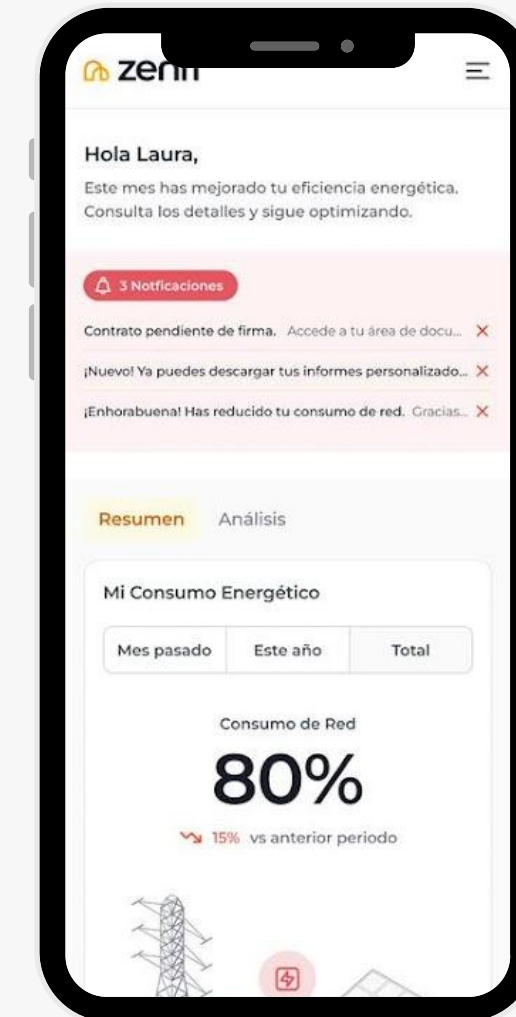 Hola Laura,
Este mes has mejorado tu eficiencia energética.
Consulta los detalles y sigue optimizando.
3 Notficaciones
Contrato pendiente de firma. Accede a tu área de docu...
¡Nuevo! Ya puedes descargar tus informes personalizado...
¡Enhorabuena! Has reducido tu consumo de red. Gracias...
Resumen Análisis
Mi Consumo Energético
Mes pasado Este año Total
Consumo de Red
80%
15% vs anterior periodo